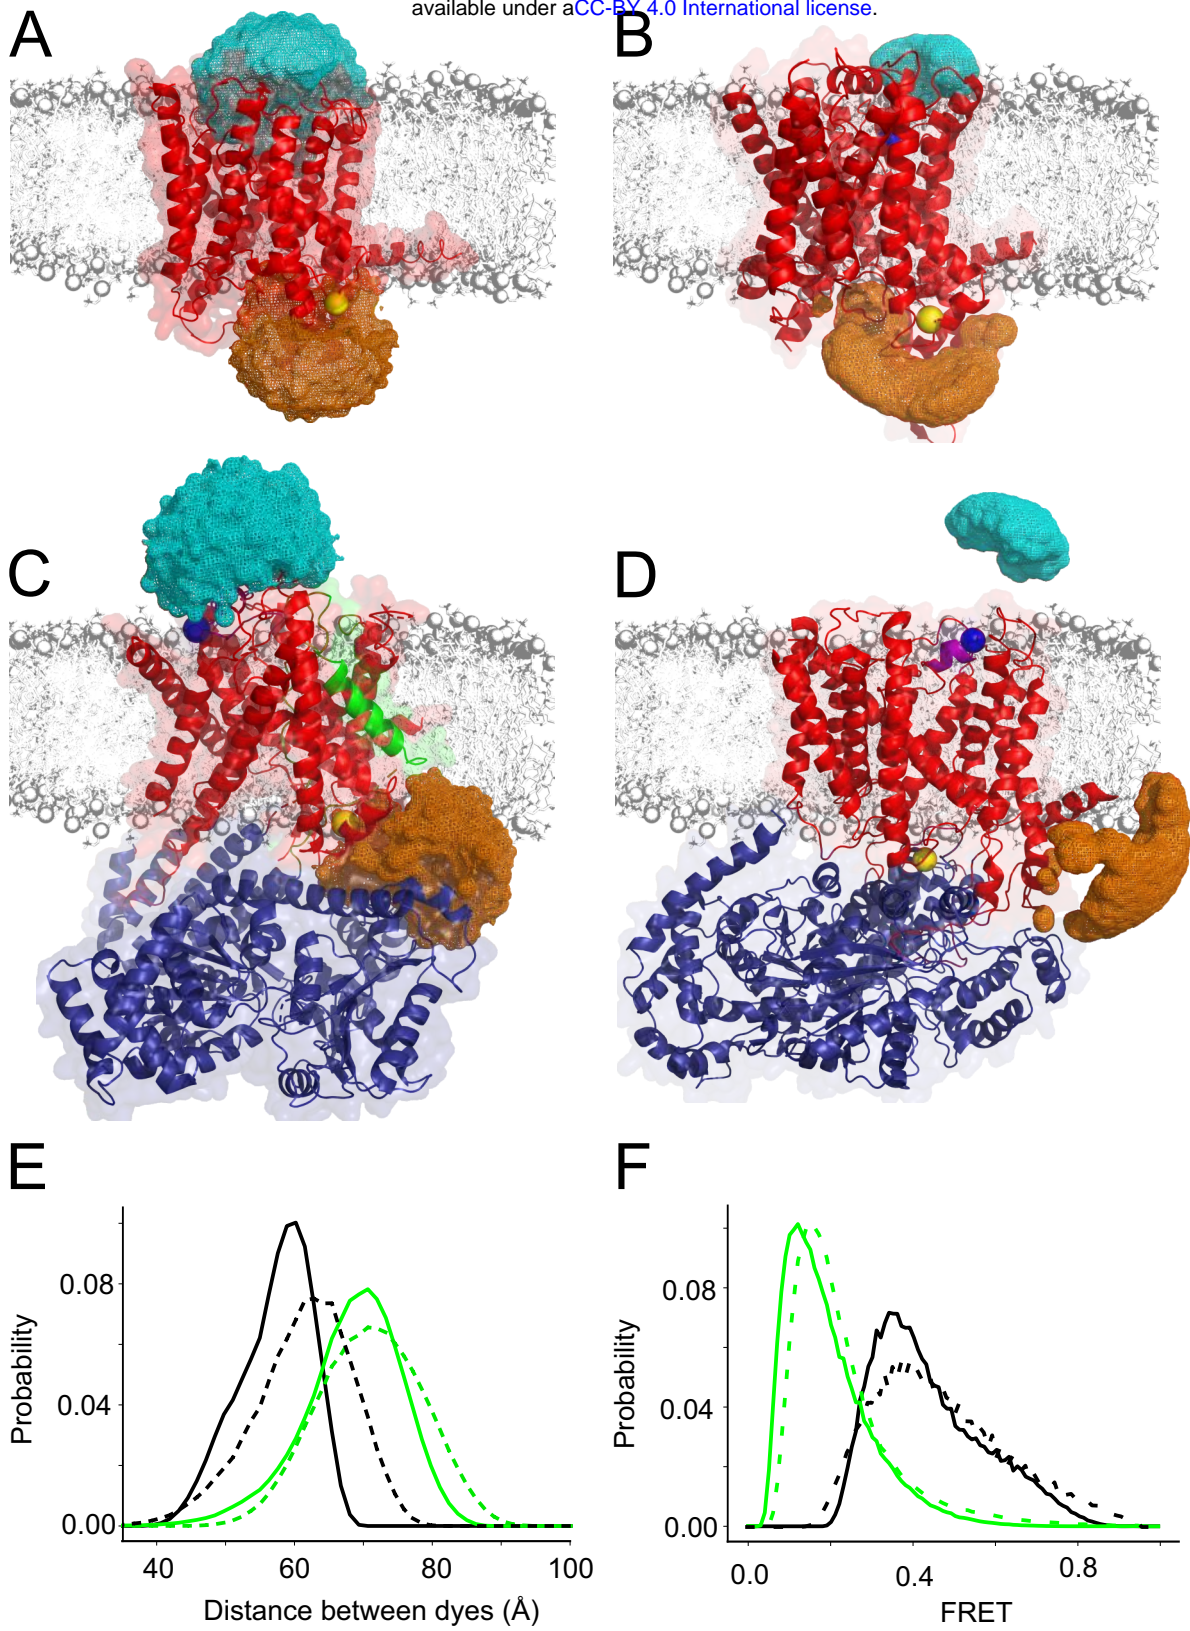 available under aCC-BY 4.0 International license.
A
B
C
D
E
F
Probability
0.08
0.04
0.00
40
60
80
100
Distance between dyes (Å)
Probability
0.08
0.04
0.00
0.0
0.4
0.8
FRET